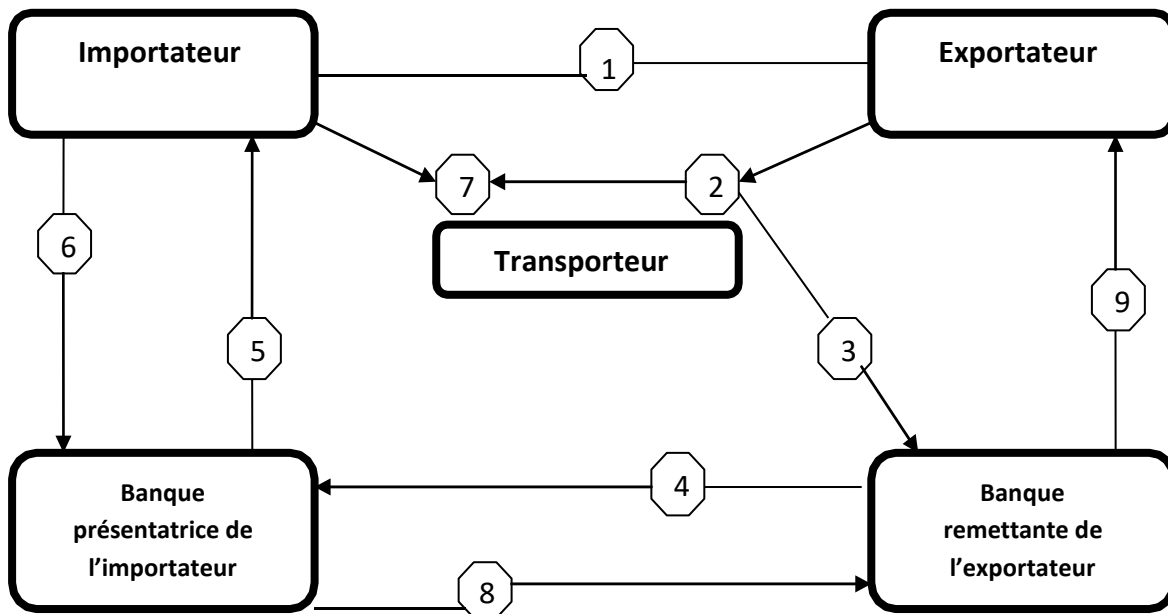 Importateur
Exportateur
1
7
2
6
Transporteur
9
5
3
Banque
présentatrice de
l’importateur
4
Banque
remettante de
l’exportateur
8